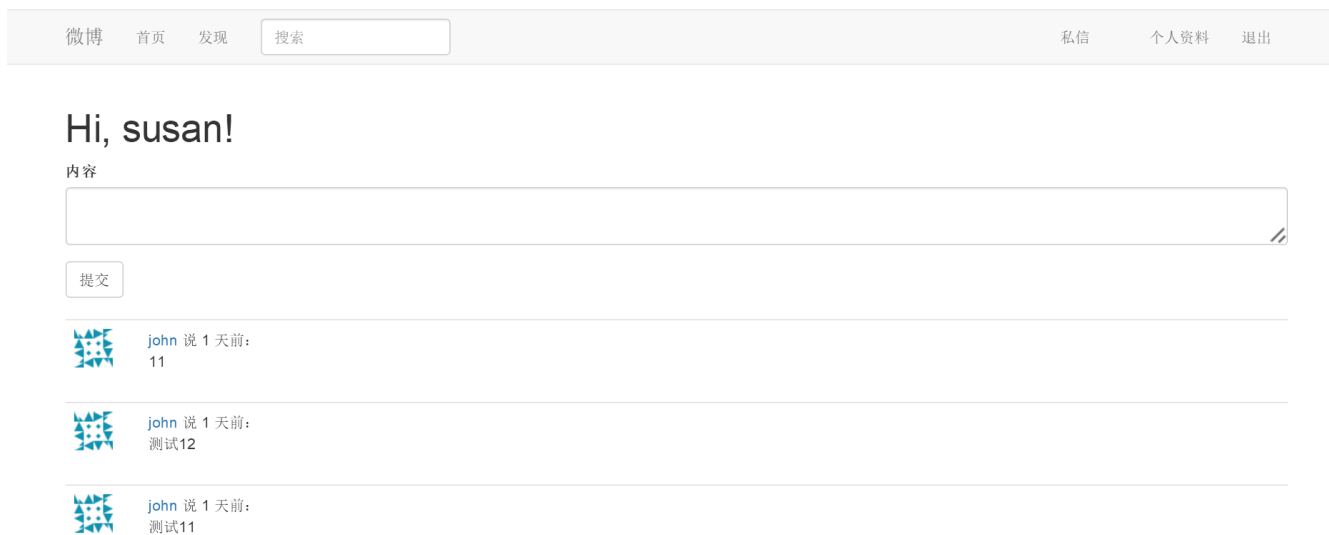 微博 首页 发现 搜索 私信 个人资料 退出
Hi, susan!
内容
提交
john 说 1 天前：
11
john 说 1 天前：
测试12
john 说 1 天前：
测试11